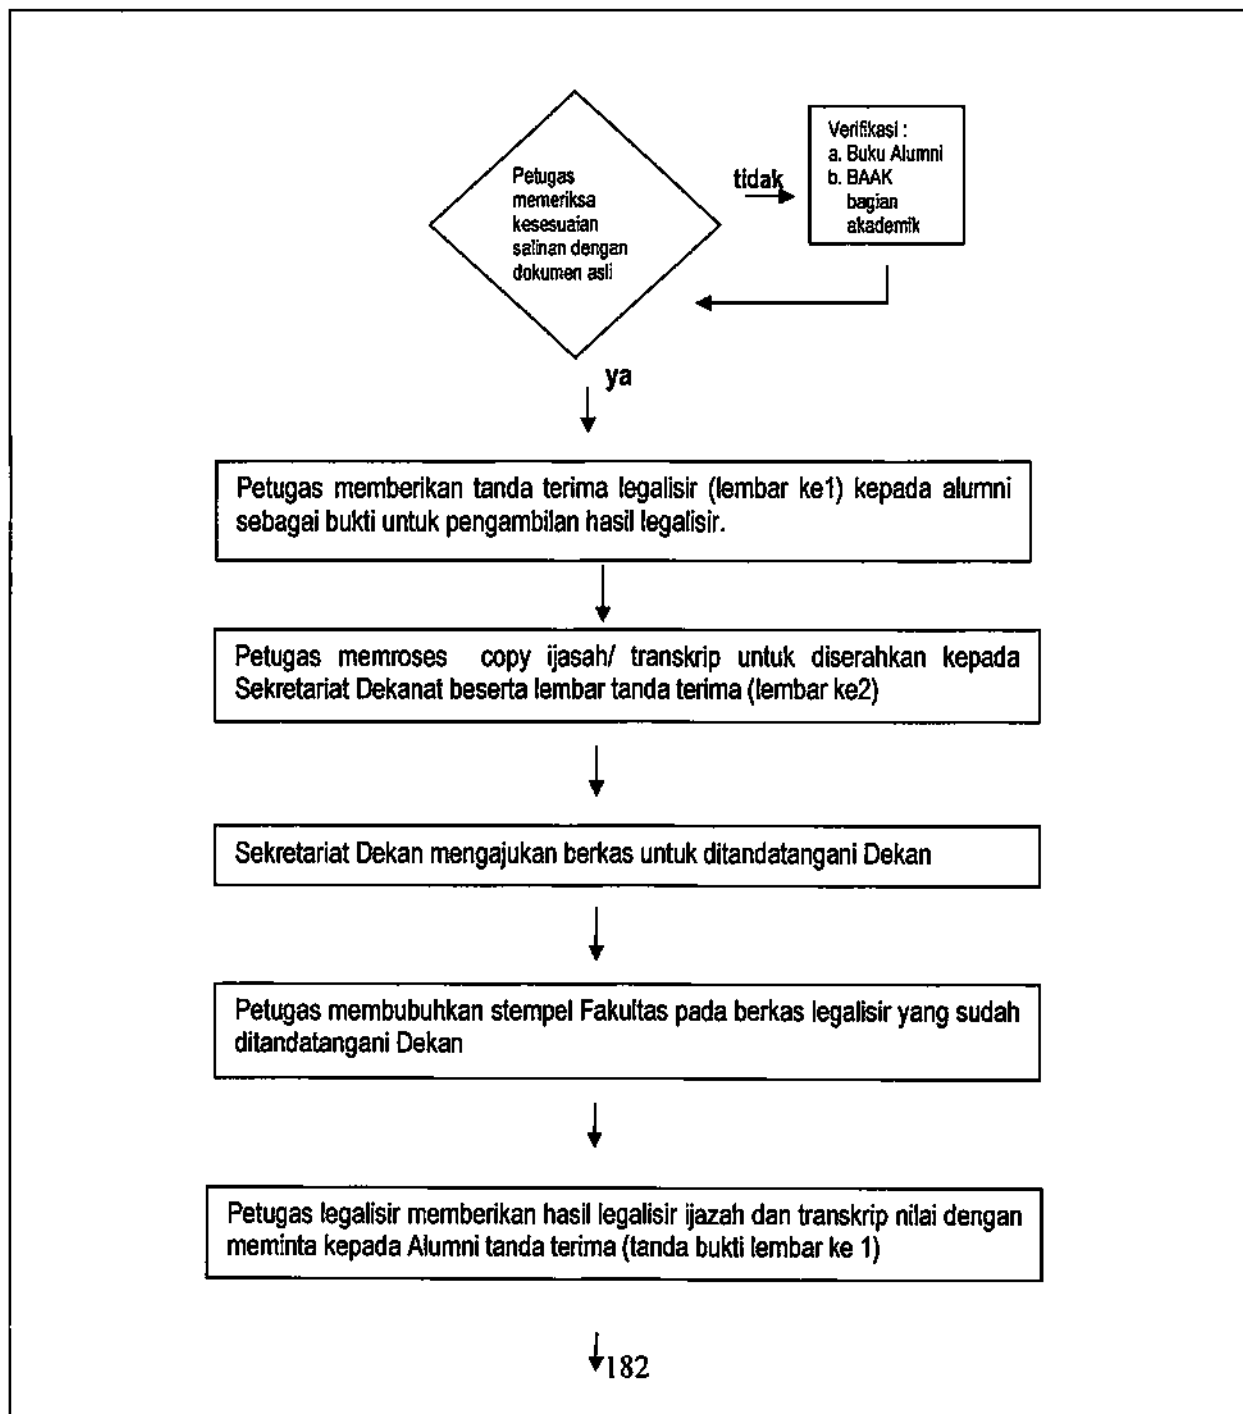 Petugas
memeriksa
kesesuaian
salinan dengan
dokumen asli
tidak
Verifikasi :
a. Buku Alumni
b. BAAK
bagian
akademik
ya
Petugas memberikan tanda terima legalisir (lembar ke1) kepada alumni
sebagai bukti untuk pengambilan hasil legalisir.
Petugas memroses copy ijasah/ transkrip untuk diserahkan kepada
Sekretariat Dekanat beserta lembar tanda terima (lembar ke2)
Sekretariat Dekan mengajukan berkas untuk ditandatangani Dekan
Petugas membubuhkan stempel Fakultas pada berkas legalisir yang sudah
ditandatangani Dekan
Petugas legalisir memberikan hasil legalisir ijazah dan transkrip nilai dengan
meminta kepada Alumni tanda terima (tanda bukti lembar ke 1)
182